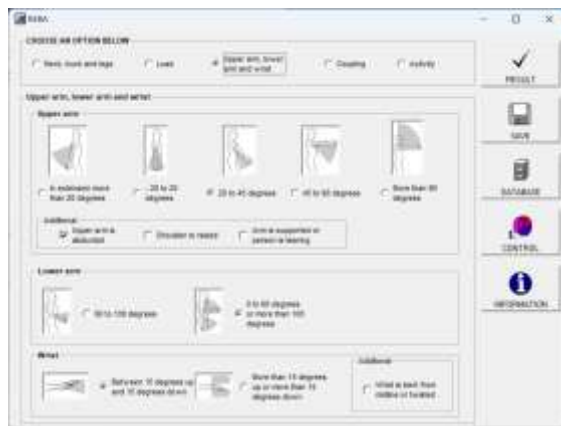 REBA
CHOOSE AN OPTION BELOW
Neck, trunk and legs
Load
Upper arm, lower
arm and wrist
Coupling
Activity
RESULT
Upper arm, lower arm and wrist
Upper arm
SAVE
In extension more
than 20 degrees
- 20 to 20
degrees
20 to 45 degrees
45 to 90 degrees
More than 90
degrees
DATABASE
Additional
Upper arm is
abducted
Shoulder is raised
Arm is supported or
person is leaning
CONTROL
Lower arm
60 to 100 degrees
0 to 60 degrees
or more than 100
degrees
INFORMATION
Wrist
Between 15 degrees up
and 15 degrees down
More than 15 degrees
up or more than 15
degrees down
Additional
Wrist is bent from
midline or twisted